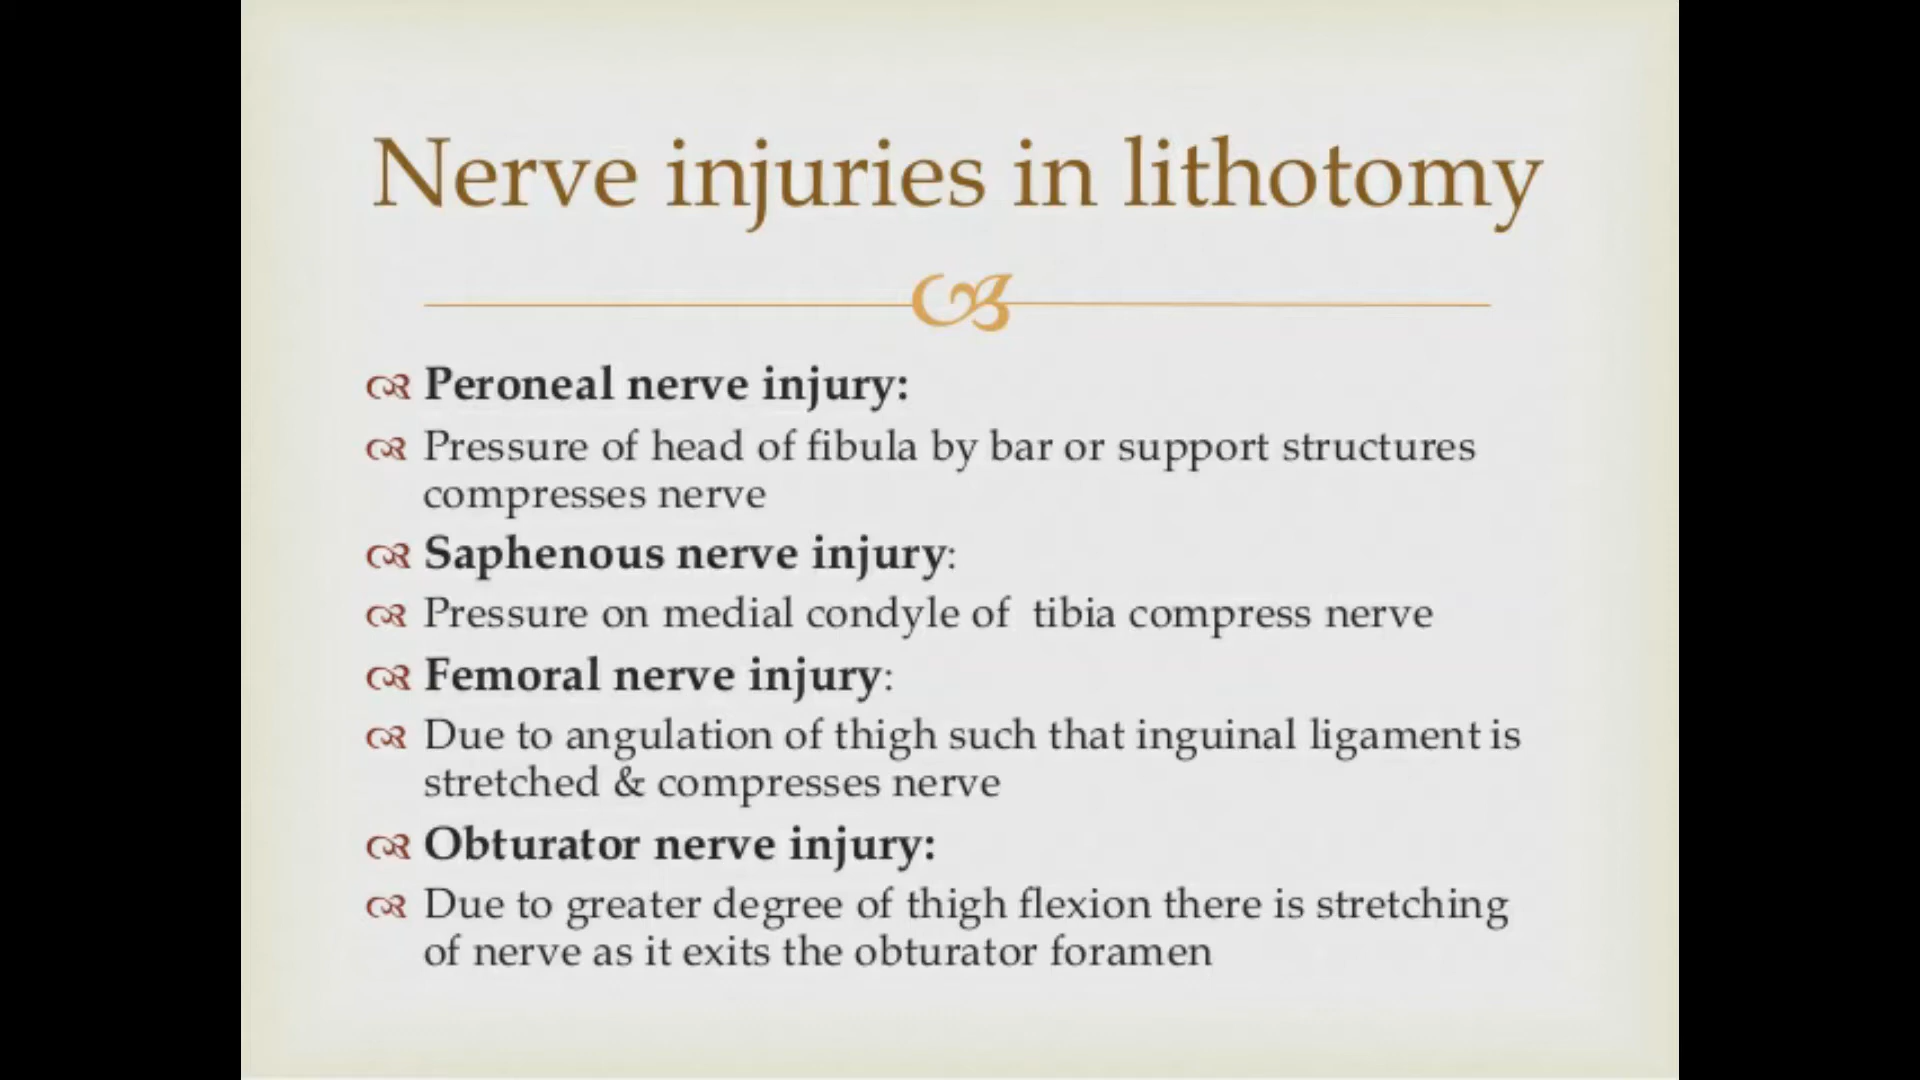 Nerve injuries in lithotomy
Peroneal nerve injury:
Pressure of head of fibula by bar or support structures
compresses nerve
Saphenous nerve injury:
Pressure on medial condyle of tibia compress nerve
Femoral nerve injury:
Due to angulation of thigh such that inguinal ligament is
stretched & compresses nerve
Obturator nerve injury:
Due to greater degree of thigh flexion there is stretching
of nerve as it exits the obturator foramen